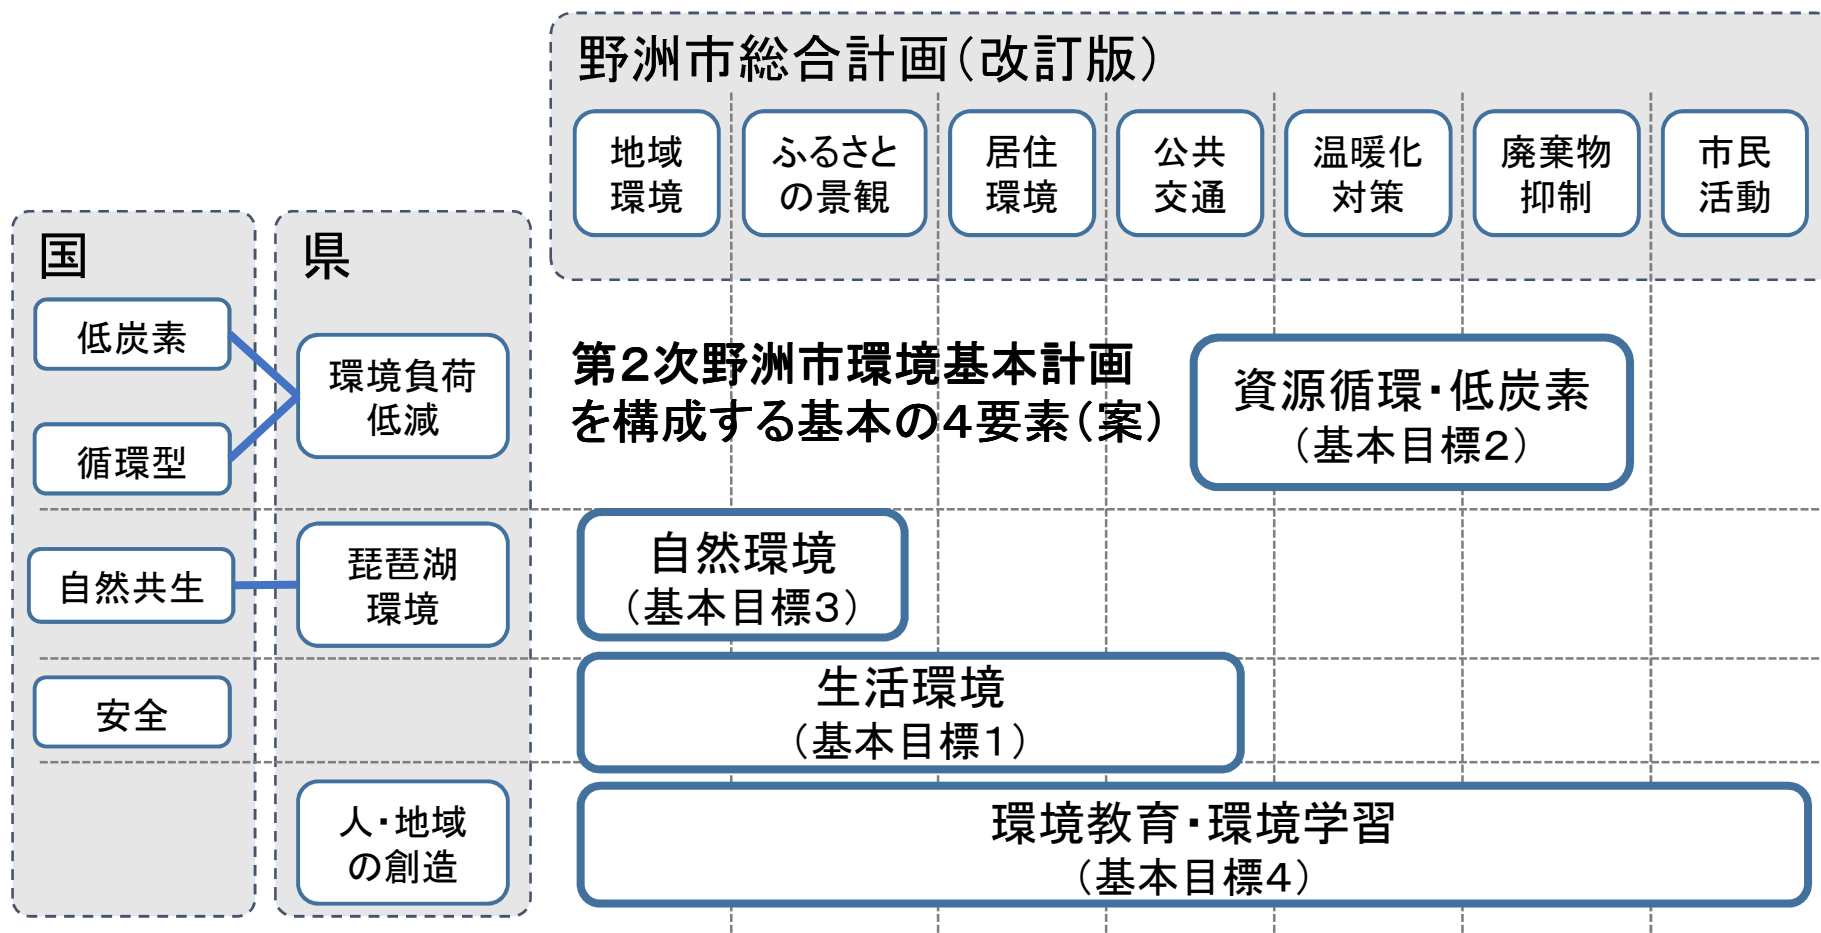 野洲市総合計画（改訂版）
地域
環境
ふるさと
の景観
居住
環境
公共
交通
温暖化
対策
廃棄物
抑制
市民
活動
国
低炭素
循環型
自然共生
安全
県
環境負荷
低減
琵琶湖
環境
人・地域
の創造
第２次野洲市環境基本計画
を構成する基本の４要素（案）
資源循環・低炭素
（基本目標２）
自然環境
（基本目標３）
生活環境
（基本目標１）
環境教育・環境学習
（基本目標４）